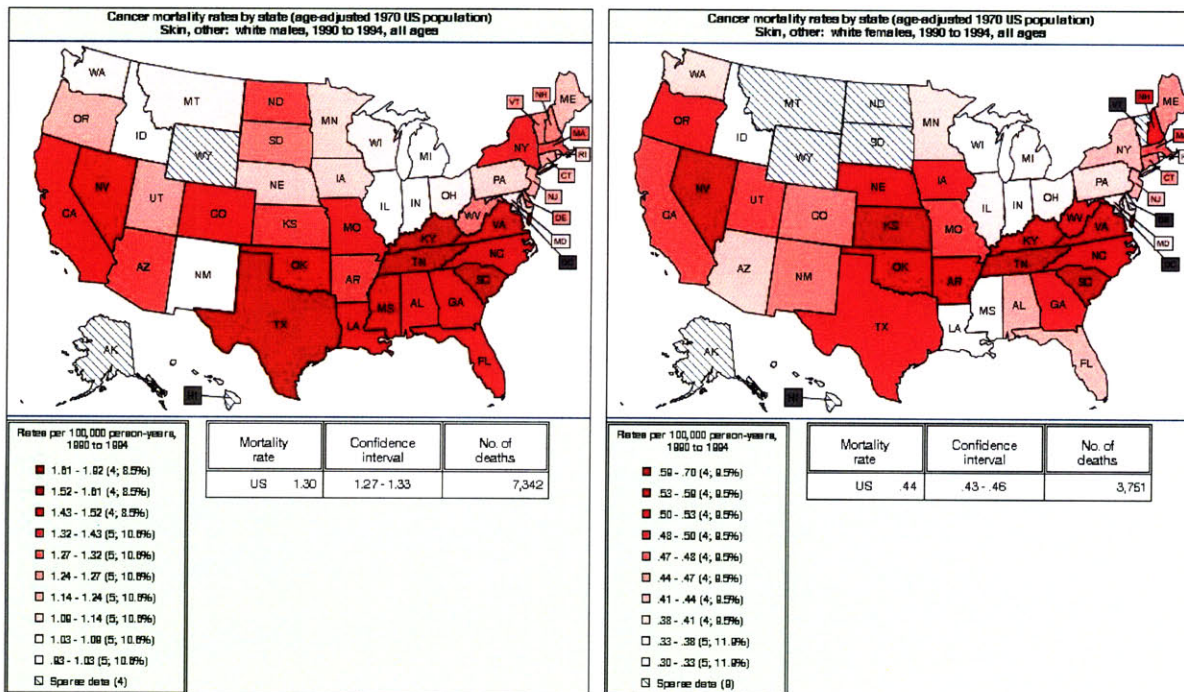 Cancer mortality rates by state (age-adjusted 1970 US population)
Skin, other: white males, 1990 to 1994, all ages
WA
MT
ND
MN
OR
ID
WY
SD
WI
MI
NY
VT
NH
ME
MA
RI
CT
NJ
DE
MD
DC
NV
UT
CO
NE
IA
IL
IN
OH
PA
WV
VA
CA
AZ
NM
KS
MO
KY
TN
NC
SC
OK
AR
TX
LA
MS
AL
GA
FL
AK
HI
Rates per 100,000 person-years,
1990 to 1994
1.61 - 1.92 (4; 8.5%)
1.52 - 1.61 (4; 8.5%)
1.43 - 1.52 (4; 8.5%)
1.32 - 1.43 (5; 10.6%)
1.27 - 1.32 (5; 10.6%)
1.24 - 1.27 (5; 10.6%)
1.14 - 1.24 (5; 10.6%)
1.09 - 1.14 (5; 10.6%)
1.03 - 1.09 (5; 10.6%)
.93 - 1.03 (5; 10.6%)
Sparse data (4)
Mortality rate
Confidence interval
No. of deaths
US 1.30 1.27 - 1.33 7,342
Cancer mortality rates by state (age-adjusted 1970 US population)
Skin, other: white females, 1990 to 1994, all ages
WA
MT
ND
MN
OR
ID
WY
SD
WI
MI
NY
VT
NH
ME
CT
NJ
MD
NV
UT
CO
NE
IA
IL
IN
OH
PA
WV
VA
CA
AZ
NM
KS
MO
KY
TN
NC
SC
OK
AR
TX
LA
MS
AL
GA
FL
AK
HI
Rates per 100,000 person-years,
1990 to 1994
.59 - .70 (4; 9.5%)
.53 - .59 (4; 9.5%)
.50 - .53 (4; 9.5%)
.48 - .50 (4; 9.5%)
.47 - .48 (4; 9.5%)
.44 - .47 (4; 9.5%)
.41 - .44 (4; 9.5%)
.38 - .41 (4; 9.5%)
.33 - .38 (5; 11.9%)
.30 - .33 (5; 11.9%)
Sparse data (9)
Mortality rate
Confidence interval
No. of deaths
US .44 .43 - .46 3,751